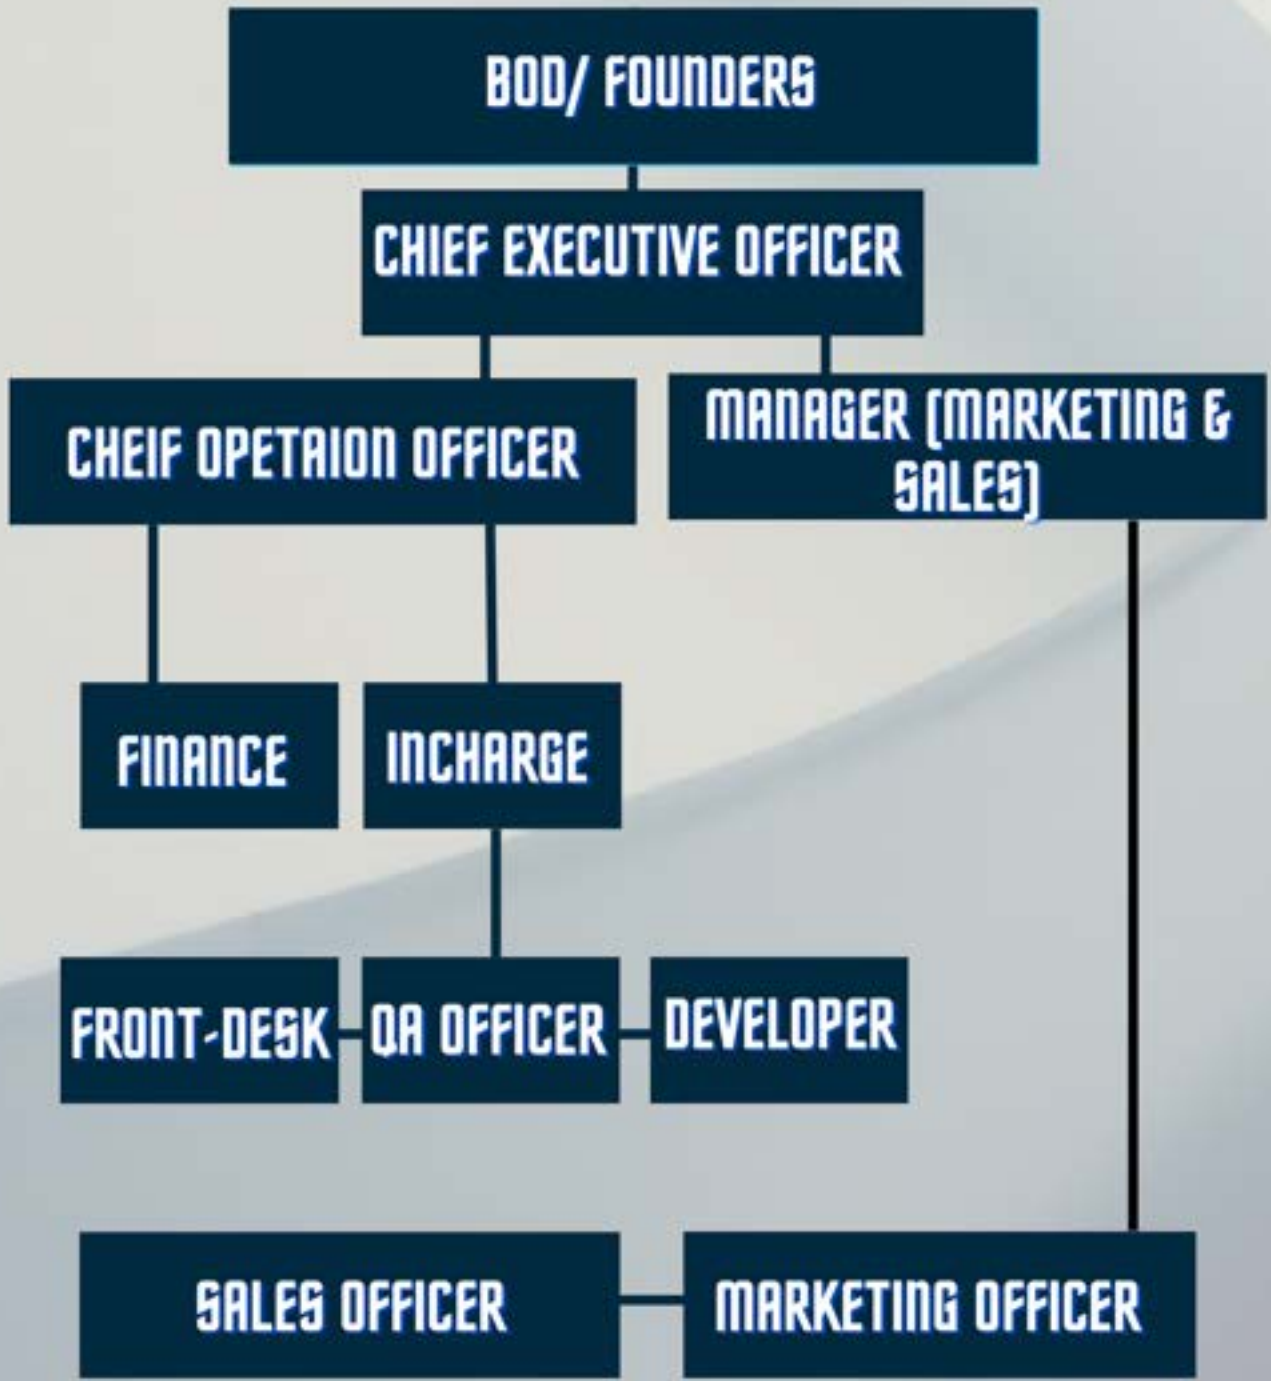 BOD/ FOUNDERS
CHIEF EXECUTIVE OFFICER
CHEIF OPETAION OFFICER
MANAGER (MARKETING &
SALES)
FINANCE
INCHARGE
FRONT-DESK
QA OFFICER
DEVELOPER
SALES OFFICER
MARKETING OFFICER